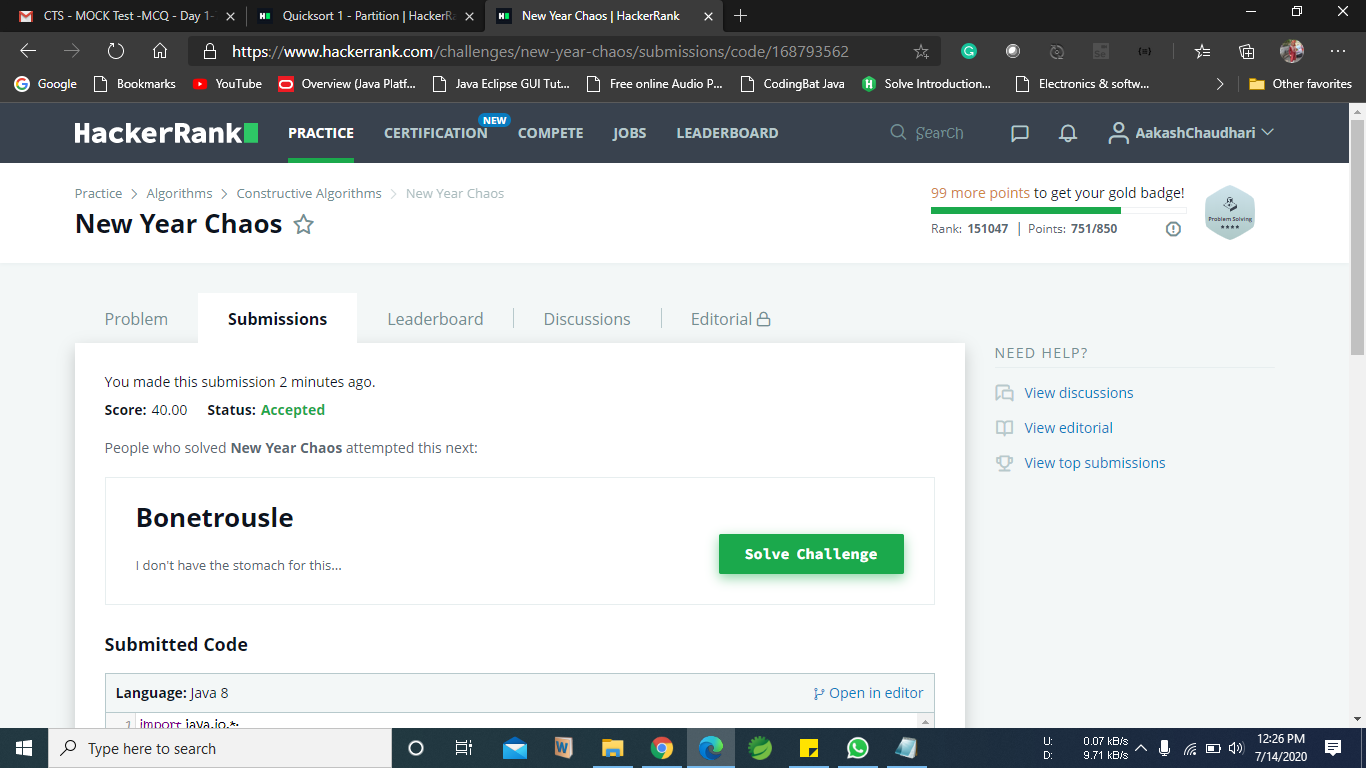 CTS - MOCK Test -MCQ - Day 1-
Quicksort 1 - Partition | HackerRa
New Year Chaos | HackerRank
https://www.hackerrank.com/challenges/new-year-chaos/submissions/code/168793562
Google Bookmarks YouTube Overview (Java Platf... Java Eclipse GUI Tut... Free online Audio P... CodingBat Java Solve Introduction... Electronics & softw... Other favorites
HackerRank PRACTICE CERTIFICATION NEW COMPETE JOBS LEADERBOARD Search AakashChaudhari
Practice > Algorithms > Constructive Algorithms > New Year Chaos
New Year Chaos
99 more points to get your gold badge!
Rank: 151047 | Points: 751/850
Problem Solving
Problem Submissions Leaderboard Discussions Editorial
You made this submission 2 minutes ago.
Score: 40.00 Status: Accepted
People who solved New Year Chaos attempted this next:
Bonetrousle
I don't have the stomach for this...
Solve Challenge
NEED HELP?
View discussions
View editorial
View top submissions
Submitted Code
Language: Java 8 Open in editor
1 import java.io.*;
Type here to search
U: 0.07 kB/s
D: 9.71 kB/s
12:26 PM
7/14/2020